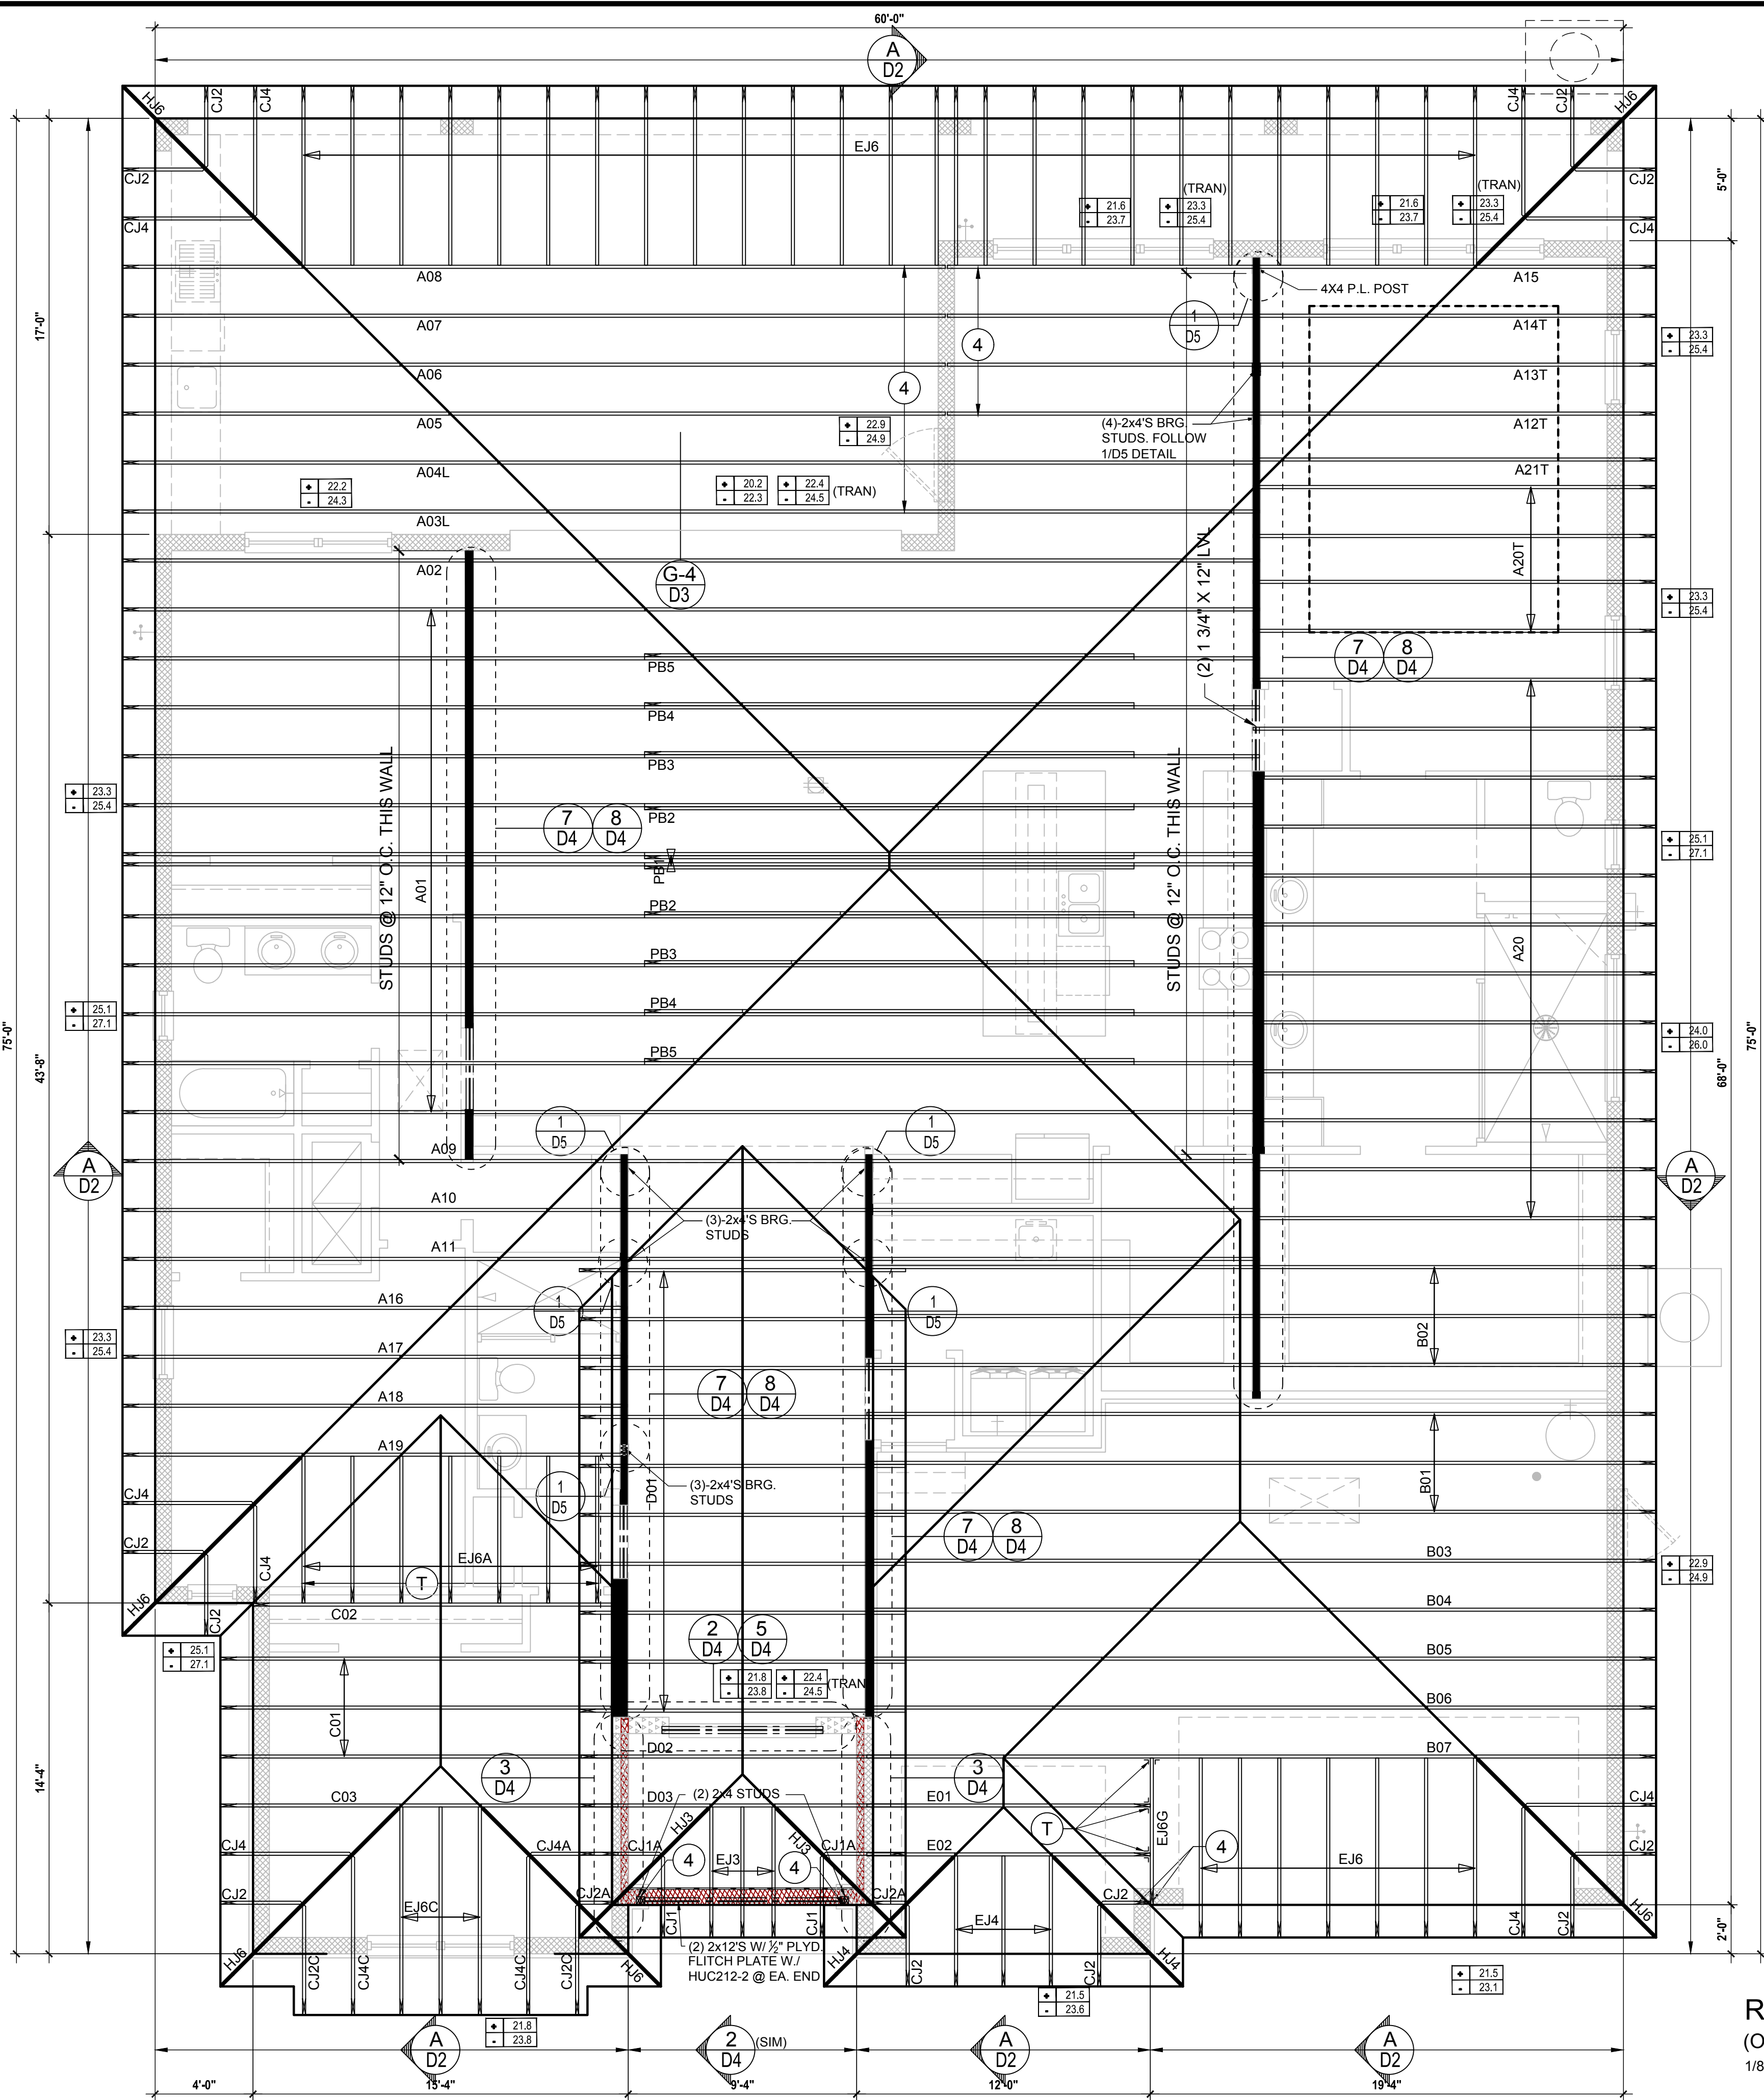 60'-0"
A
D2
HJ6
CJ2
CJ4
CJ4
CJ2
HJ6
EJ6
CJ2
CJ4
CJ2
CJ4
5'-0"
(TRAN)
+ 21.6
- 23.7
+ 23.3
- 25.4
(TRAN)
+ 21.6
- 23.7
+ 23.3
- 25.4
A08
A15
4X4 P.L. POST
A07
1
D5
A14T
4
17'-0"
+ 23.3
- 25.4
A06
4
A13T
A05
+ 22.9
- 24.9
(4)-2x4'S BRG.
STUDS. FOLLOW
1/D5 DETAIL
A12T
A04L
A21T
+ 22.2
- 24.3
+ 20.2
- 22.3
+ 22.4
- 24.5
(TRAN)
A03L
A20T
A02
G-4
D3
(2) 1 3/4" X 12" LVL
+ 23.3
- 25.4
PB5
7
D4
8
D4
PB4
PB3
STUDS @ 12" O.C. THIS WALL
STUDS @ 12" O.C. THIS WALL
+ 23.3
- 25.4
PB2
7
D4
8
D4
+ 25.1
- 27.1
PB1
A01
PB2
A20
PB3
+ 25.1
- 27.1
PB4
+ 24.0
- 26.0
75'-0"
43'-8"
PB5
68'-0"
75'-0"
1
D5
1
D5
A09
A
D2
A
D2
A10
(3)-2x4'S BRG.
STUDS
A11
A16
1
D5
1
D5
+ 23.3
- 25.4
A17
B02
7
D4
8
D4
A18
A19
(3)-2x4'S BRG.
STUDS
D01
1
D5
B01
CJ4
7
D4
8
D4
CJ2
CJ4
EJ6A
T
B03
+ 22.9
- 24.9
HJ6
CJ2
C02
B04
2
D4
5
D4
+ 25.1
- 27.1
B05
+ 21.8
- 23.8
+ 22.4
- 24.5
(TRAN
C01
B06
D02
B07
14'-4"
3
D4
3
D4
C03
D03
(2) 2x4 STUDS
E01
CJ4
HJ3
HJ3
T
EJ6G
CJ4
CJ4A
CJ1A
EJ3
4
4
CJ1A
E02
4
EJ6
CJ2
CJ2
EJ6C
CJ2A
CJ2A
CJ2
CJ1
CJ1
EJ4
CJ4
CJ2
HJ6
2'-0"
HJ6
CJ2C
CJ4C
CJ4C
CJ2C
HJ6
(2) 2x12'S W/ ½" PLYD.
FLITCH PLATE W./
HUC212-2 @ EA. END
HJ4
CJ2
CJ2
HJ4
+ 21.5
- 23.1
+ 21.5
- 23.6
+ 21.8
- 23.8
R
(O
1/8
A
D2
2
D4
(SIM)
A
D2
A
D2
4'-0"
15'-4"
9'-4"
12'-0"
19'-4"